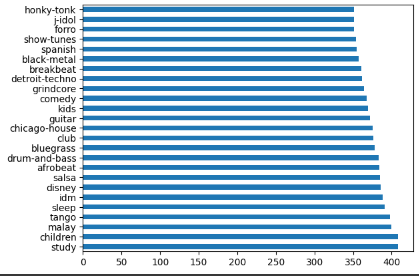 honky-tonk
j-idol
forro
show-tunes
spanish
black-metal
breakbeat
detroit-techno
grindcore
comedy
kids
guitar
chicago-house
club
bluegrass
drum-and-bass
afrobeat
salsa
disney
idm
sleep
tango
malay
children
study
0 50 100 150 200 250 300 350 400